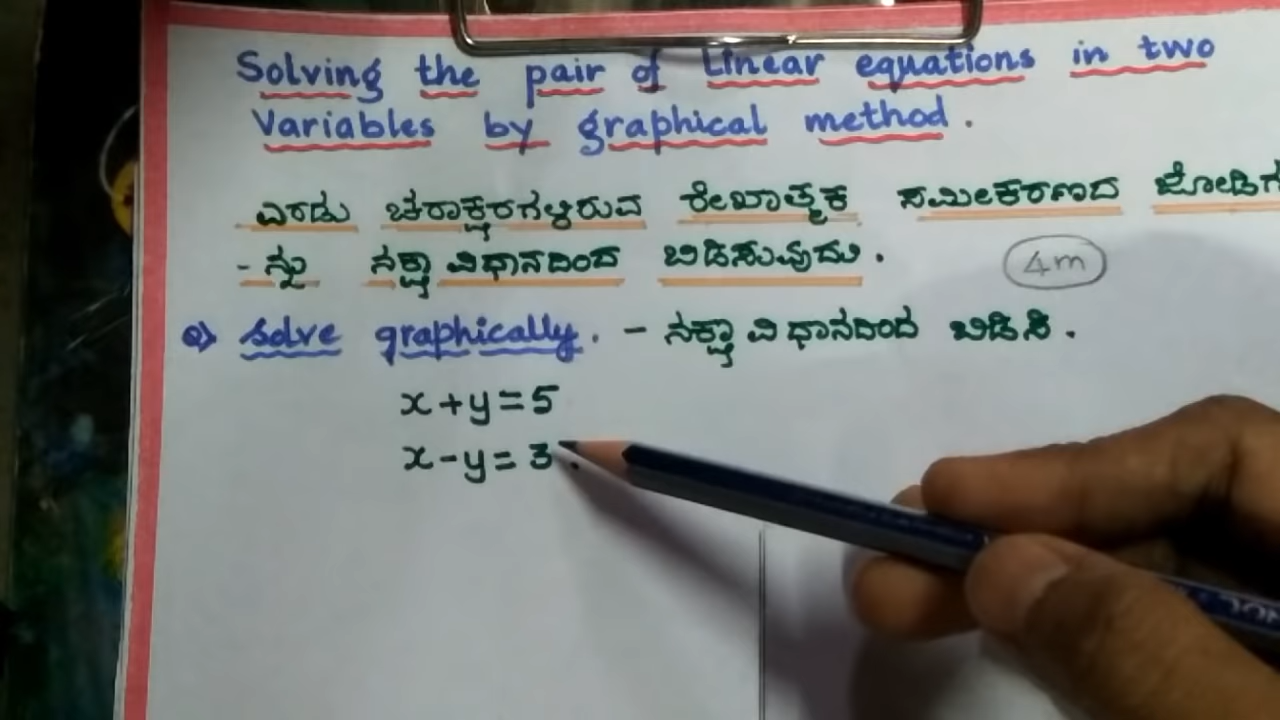 Solving the pair of Linear equations in two
Variables by graphical method.
ಎರಡು ಚರಾಕ್ಷರಗಳಿರುವ ರೇಖಾತ್ಮಕ ಸಮೀಕರಣದ ಜೋಡಿಗ
- ನ್ನು ನಕ್ಷಾ ವಿಧಾನದಿಂದ ಬಿಡಿಸುವುದು. 4m
Q) solve graphically. - ನಕ್ಷಾ ವಿಧಾನದಿಂದ ಬಿಡಿಸಿ.
x+y=5
x-y=3.